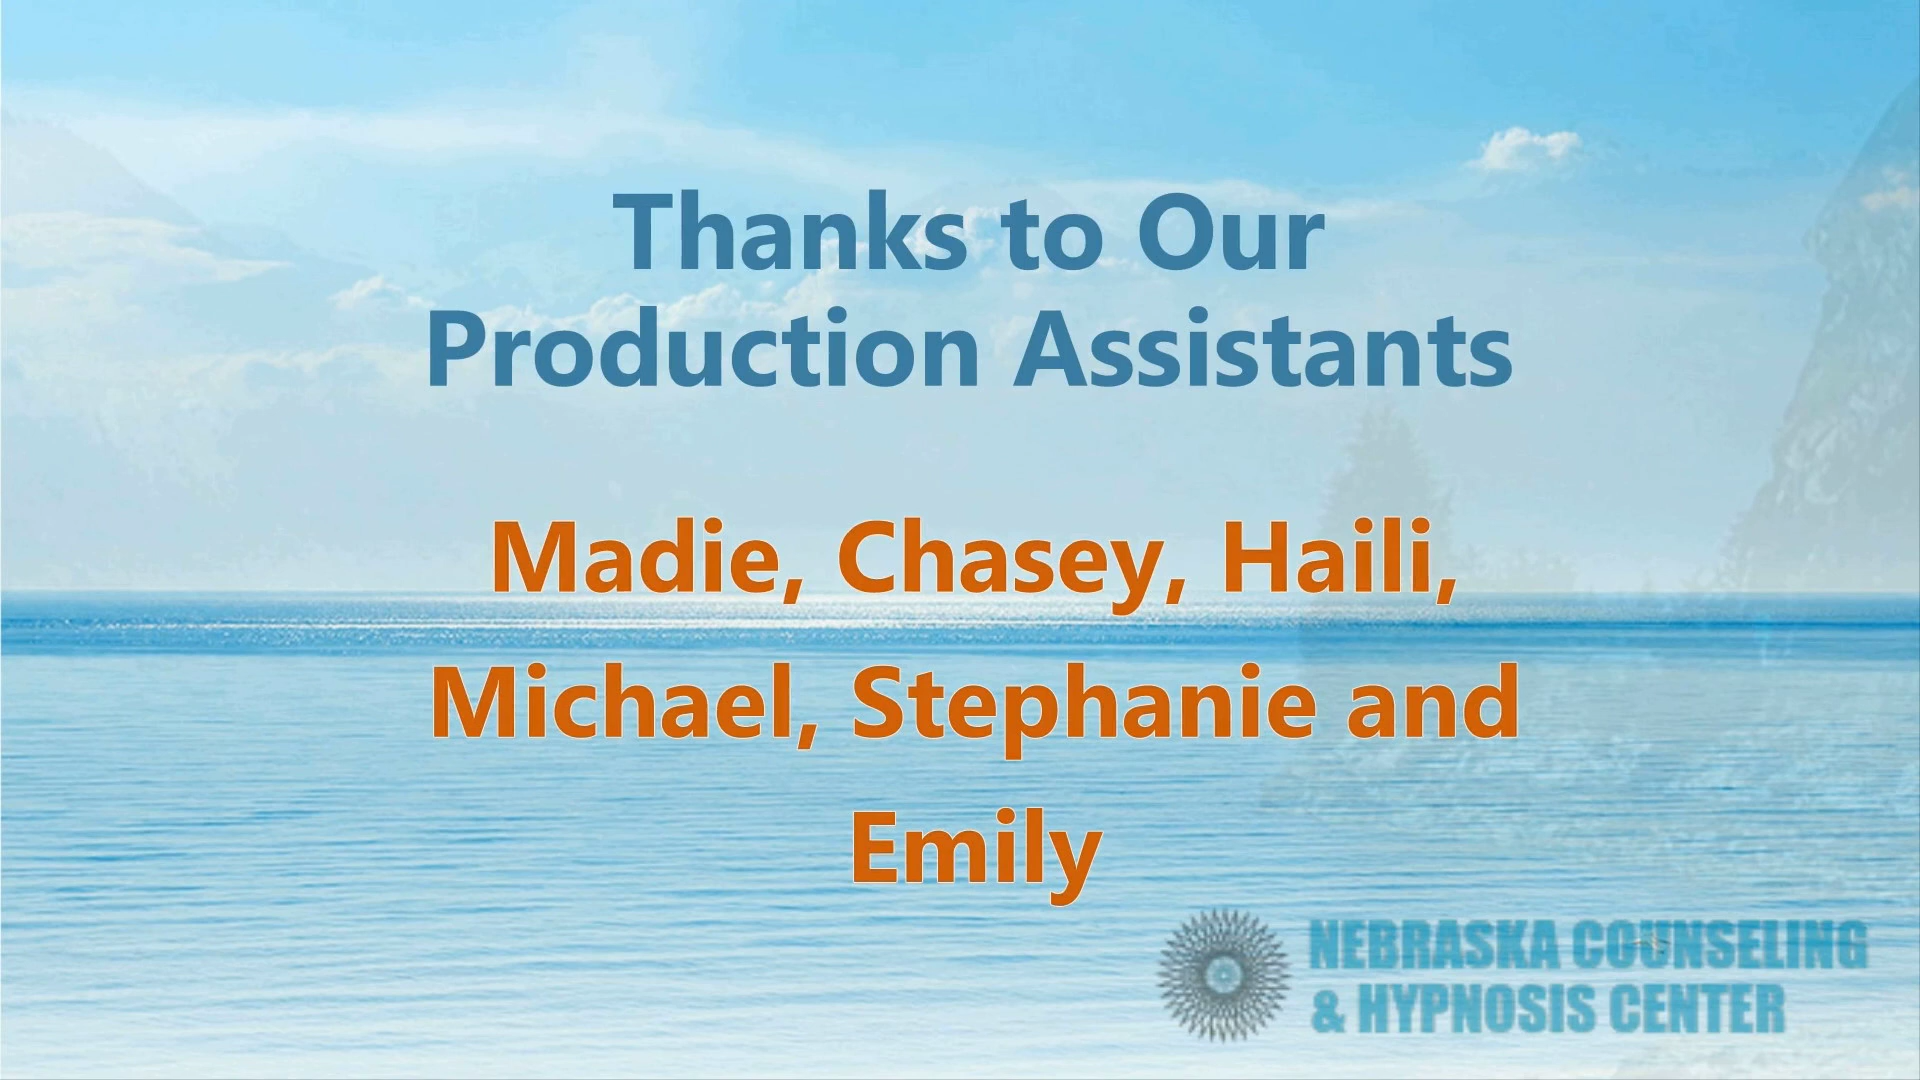 Thanks to Our
Production Assistants
Madie, Chasey, Haili,
Michael, Stephanie and
Emily
NEBRASKA COUNSELING
& HYPNOSIS CENTER